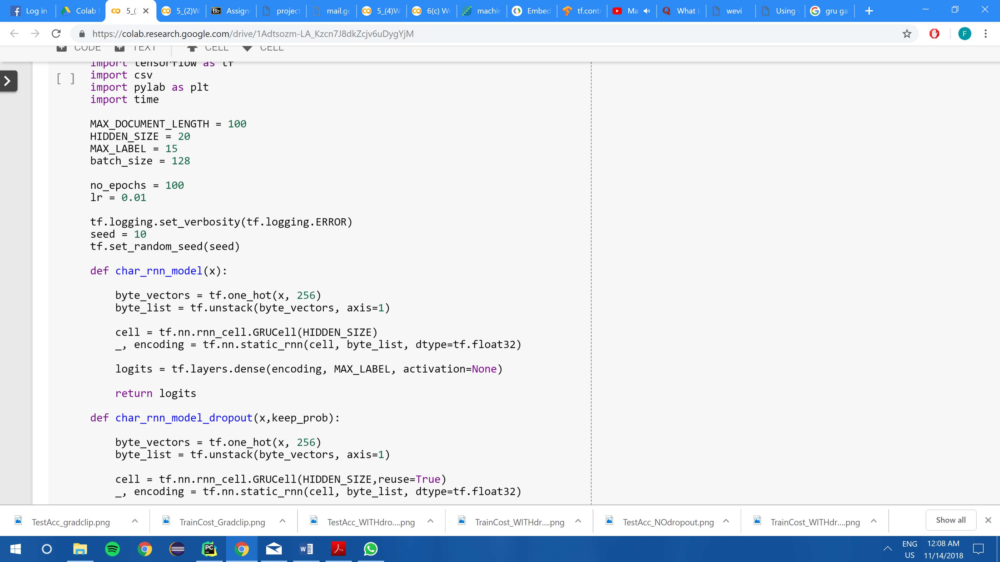 Log in
Colab
5_(
5_(2)W
Bb
Assign
project
mail.go
5_(4)W
6(c) Wo
machin
Embed
tf.contr
Ma
What i
wevi
Using
gru ga
https://colab.research.google.com/drive/1Adtsozm-LA_Kzcn7J8dkZcjv6uDygYjM
F
CODE TEXT CELL CELL
import tensorflow as tf
[ ] import csv
import pylab as plt
import time
MAX_DOCUMENT_LENGTH = 100
HIDDEN_SIZE = 20
MAX_LABEL = 15
batch_size = 128
no_epochs = 100
lr = 0.01
tf.logging.set_verbosity(tf.logging.ERROR)
seed = 10
tf.set_random_seed(seed)
def char_rnn_model(x):
byte_vectors = tf.one_hot(x, 256)
byte_list = tf.unstack(byte_vectors, axis=1)
cell = tf.nn.rnn_cell.GRUCell(HIDDEN_SIZE)
_, encoding = tf.nn.static_rnn(cell, byte_list, dtype=tf.float32)
logits = tf.layers.dense(encoding, MAX_LABEL, activation=None)
return logits
def char_rnn_model_dropout(x,keep_prob):
byte_vectors = tf.one_hot(x, 256)
byte_list = tf.unstack(byte_vectors, axis=1)
cell = tf.nn.rnn_cell.GRUCell(HIDDEN_SIZE,reuse=True)
_, encoding = tf.nn.static_rnn(cell, byte_list, dtype=tf.float32)
TestAcc_gradclip.png
TrainCost_Gradclip.png
TestAcc_WITHdro....png
TrainCost_WITHdr....png
TestAcc_NOdropout.png
TrainCost_WITHdr....png
Show all
PC
W
ENG
US
12:08 AM
11/14/2018